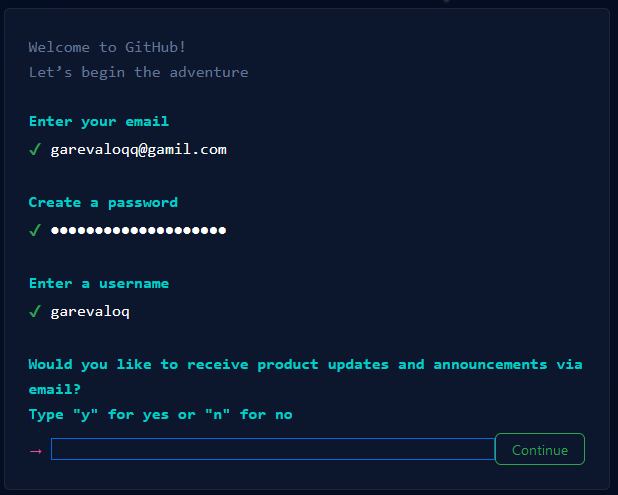 Welcome to GitHub!
Let’s begin the adventure
Enter your email
✓ garevaloqq@gamil.com
Create a password
✓ ●●●●●●●●●●●●●●●●●●●●
Enter a username
✓ garevaloq
Would you like to receive product updates and announcements via
email?
Type "y" for yes or "n" for no
→ Continue